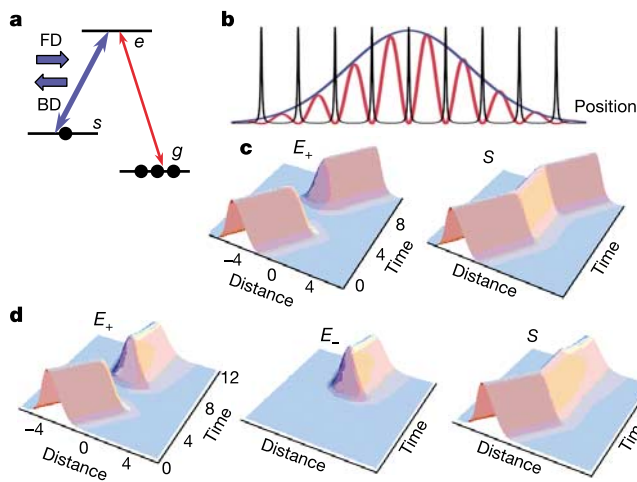 a
FD
BD
e
s
g
b
Position
c
E+
S
8
4
0
Time
−4
0
4
Distance
Distance
Time
d
E+
E−
S
12
8
4
0
Time
−4
0
4
Distance
Distance
Time
Distance
Time